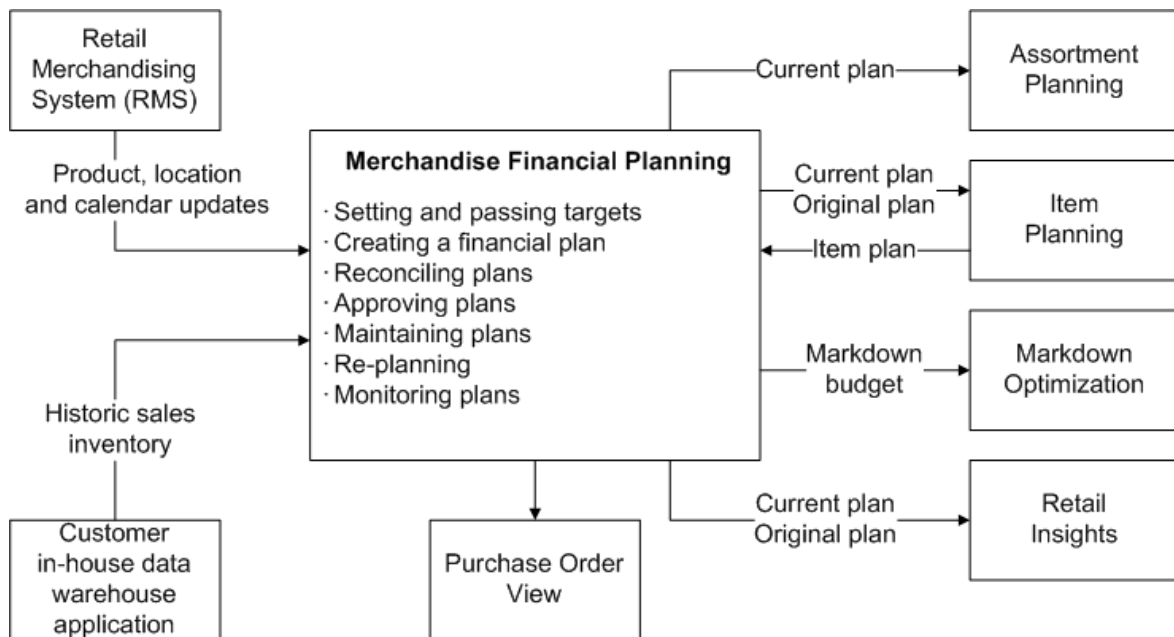 Retail
Merchandising
System (RMS)
Product, location
and calendar updates
Historic sales
inventory
Customer
in-house data
warehouse
application
Merchandise Financial Planning
· Setting and passing targets
· Creating a financial plan
· Reconciling plans
· Approving plans
· Maintaining plans
· Re-planning
· Monitoring plans
Purchase Order
View
Current plan
Assortment
Planning
Current plan
Original plan
Item plan
Item
Planning
Markdown
budget
Markdown
Optimization
Current plan
Original plan
Retail
Insights